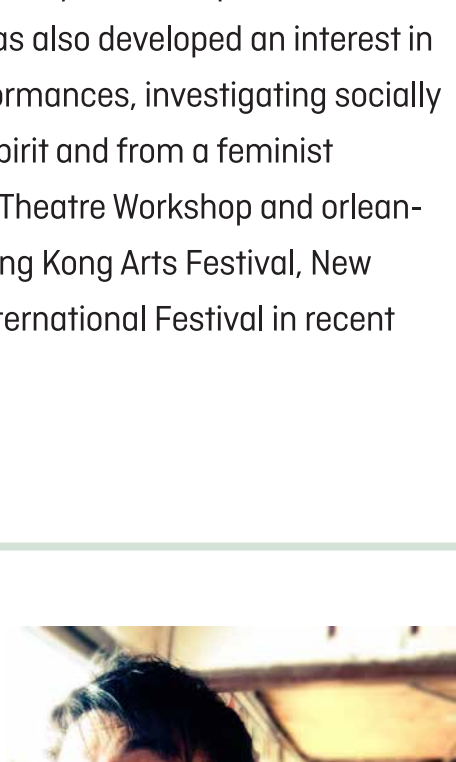 as also developed an interest in
ormances, investigating socially
pirit and from a feminist
Theatre Workshop and orlean-
ng Kong Arts Festival, New
ternational Festival in recent